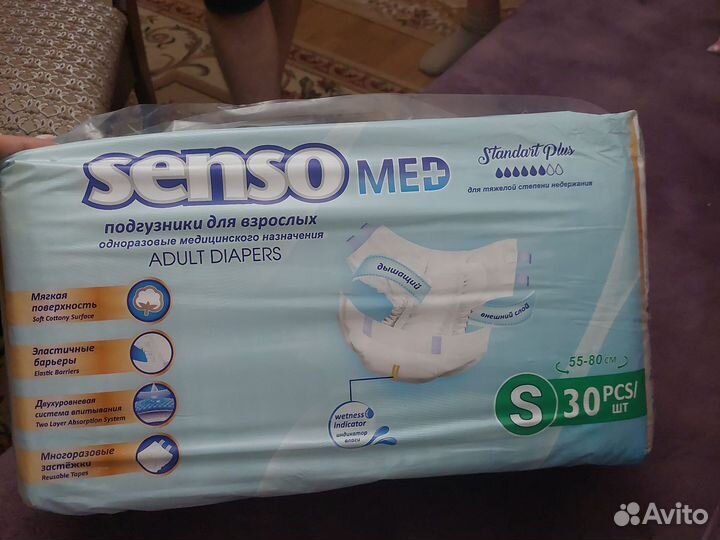 senso MED
Standart Plus
для тяжелой степени недержания
подгузники для взрослых
одноразовые медицинского назначения
ADULT DIAPERS
Мягкая
поверхность
Soft Cottony Surface
Эластичные
барьеры
Elastic Barriers
Двухуровневая
система впитывания
Two Layer Absorption System
Многоразовые
застёжки
Reusable Tapes
дышащий
внешний слой
wetness
indicator
индикатор
влаги
55-80 см
S 30 PCS/
ШТ
Avito